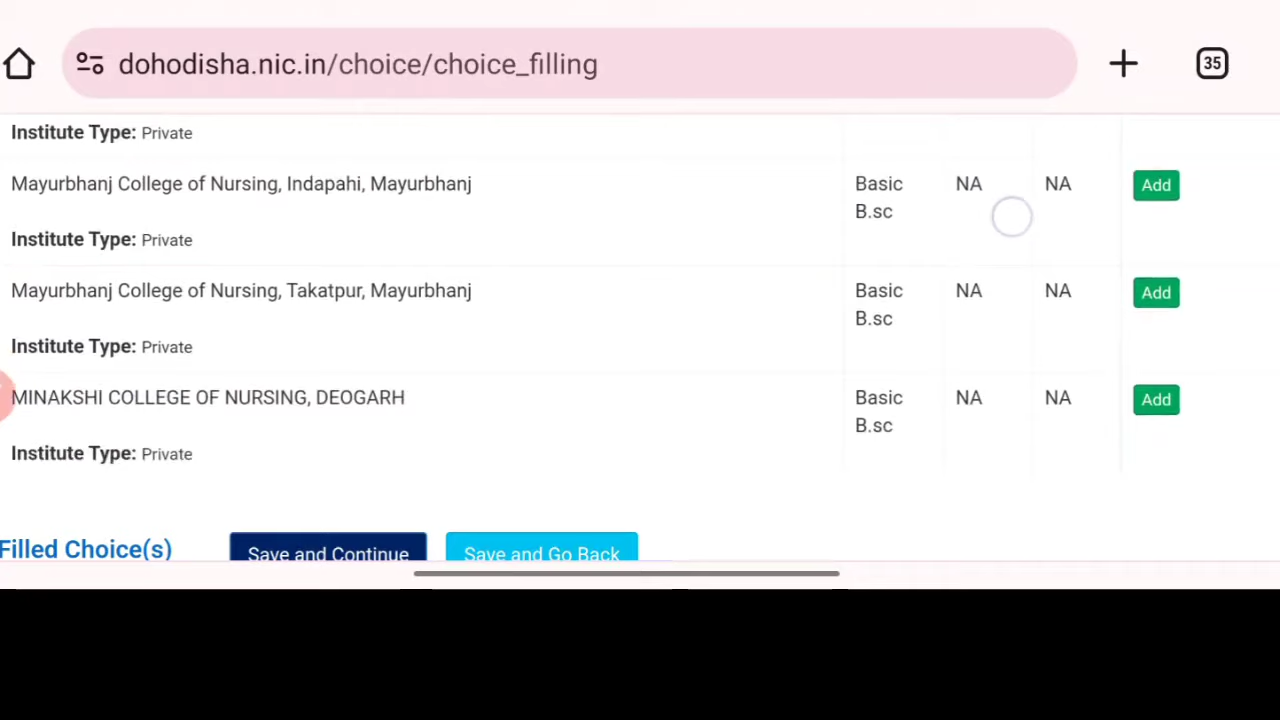 dohodisha.nic.in/choice/choice_filling
35
Institute Type: Private
Mayurbhanj College of Nursing, Indapahi, Mayurbhanj
Basic B.sc
NA
NA
Add
Institute Type: Private
Mayurbhanj College of Nursing, Takatpur, Mayurbhanj
Basic B.sc
NA
NA
Add
Institute Type: Private
MINAKSHI COLLEGE OF NURSING, DEOGARH
Basic B.sc
NA
NA
Add
Institute Type: Private
Filled Choice(s)
Save and Continue
Save and Go Back